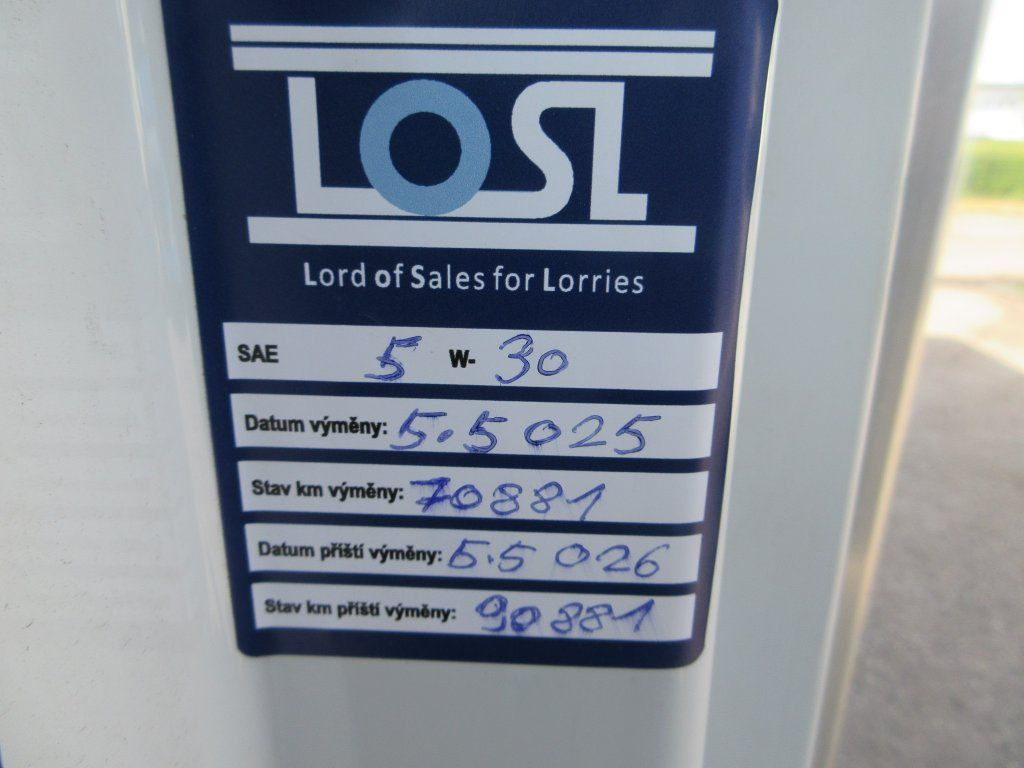 LOSL
Lord of Sales for Lorries
SAE 5 W- 30
Datum výměny: 5.5 025
Stav km výměny: 70881
Datum příští výměny: 5.5 026
Stav km příští výměny: 90881